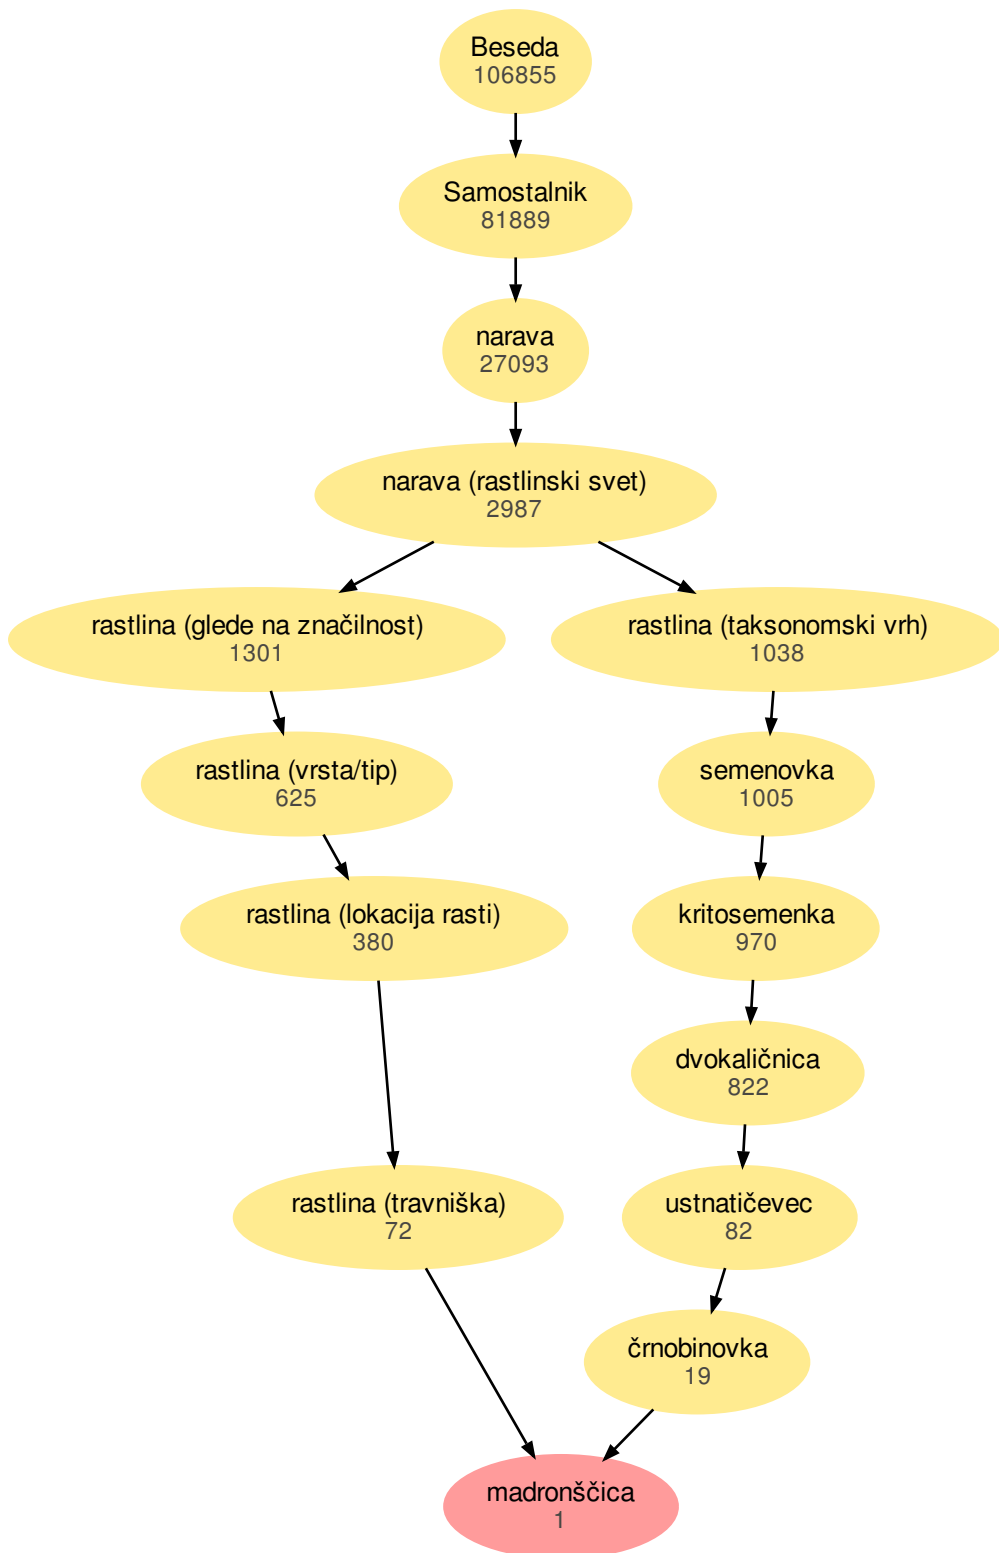 Beseda
106855
Samostalnik
81889
narava
27093
narava (rastlinski svet)
2987
rastlina (glede na značilnost)
1301
rastlina (taksonomski vrh)
1038
rastlina (vrsta/tip)
625
semenovka
1005
rastlina (lokacija rasti)
380
kritosemenka
970
dvokaličnica
822
rastlina (travniška)
72
ustnatičevec
82
črnobinovka
19
madronščica
1